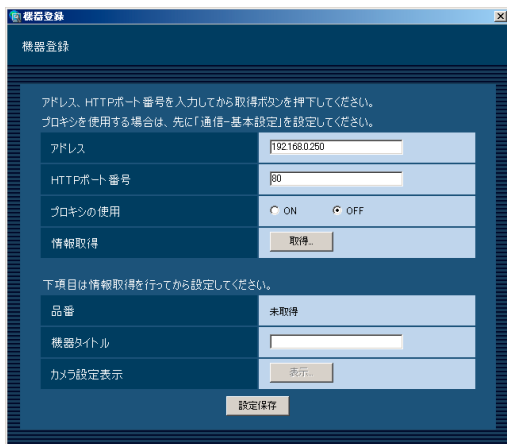 機器登録
機器登録
アドレス、HTTPポート番号を入力してから取得ボタンを押下してください。
プロキシを使用する場合は、先に「通信-基本設定」を設定してください。
アドレス 192.168.0.250
HTTPポート番号 80
プロキシの使用 ON OFF
情報取得 取得...
下項目は情報取得を行ってから設定してください。
品番 未取得
機器タイトル
カメラ設定表示 表示...
設定保存